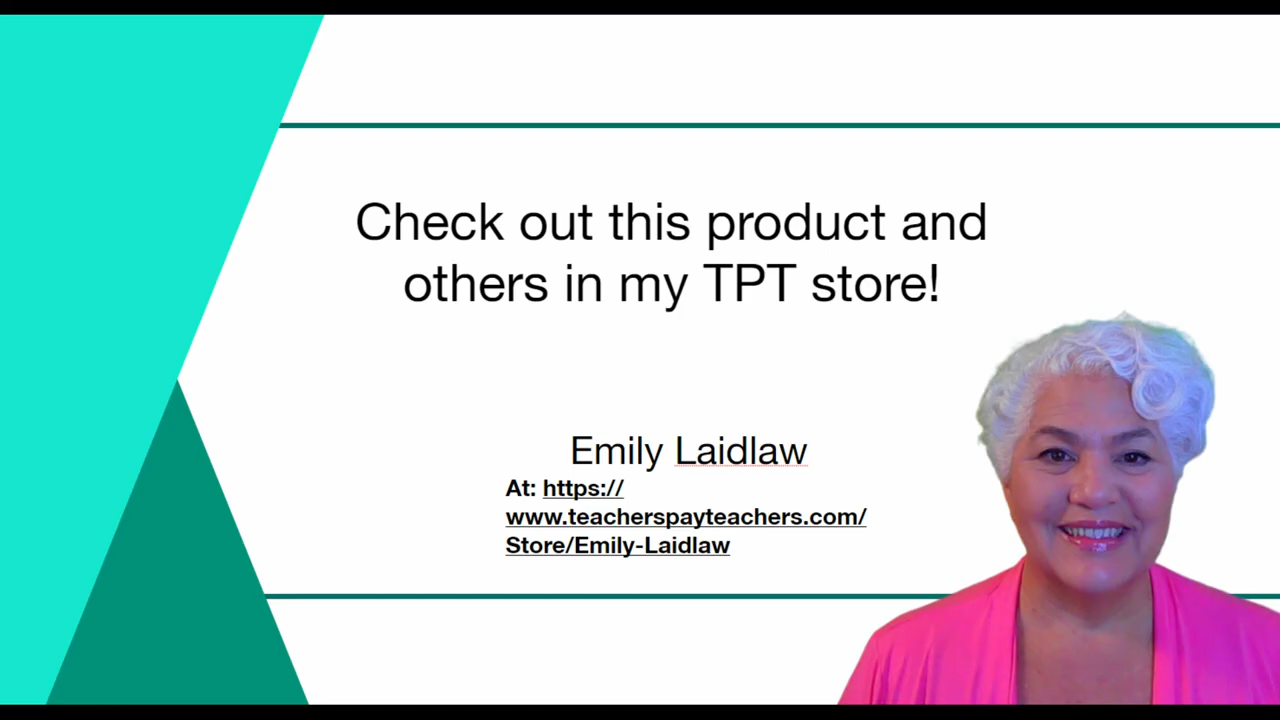 Check out this product and
others in my TPT store!
Emily Laidlaw
At: https://
www.teacherspayteachers.com/
Store/Emily-Laidlaw